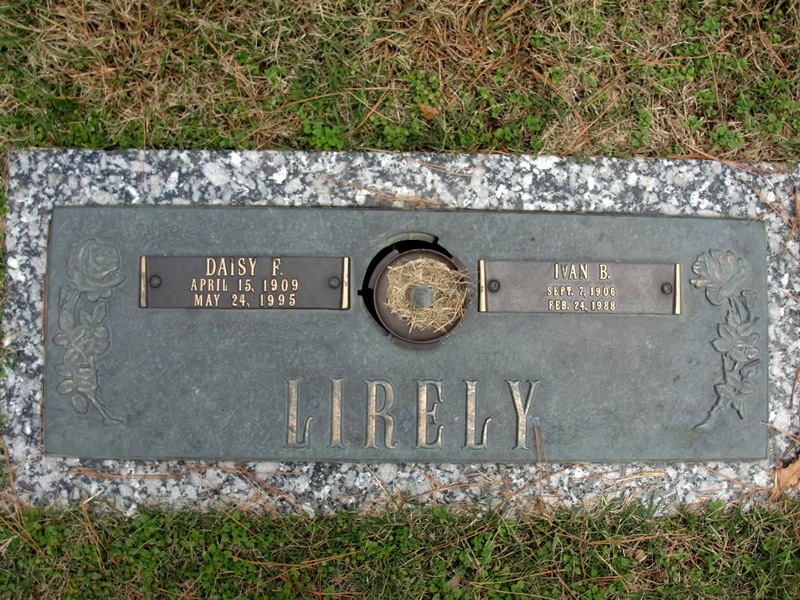 DAISY F.
APRIL 15, 1909
MAY 24, 1995
IVAN B.
SEPT. 7, 1906
FEB. 24, 1988
LIRELY